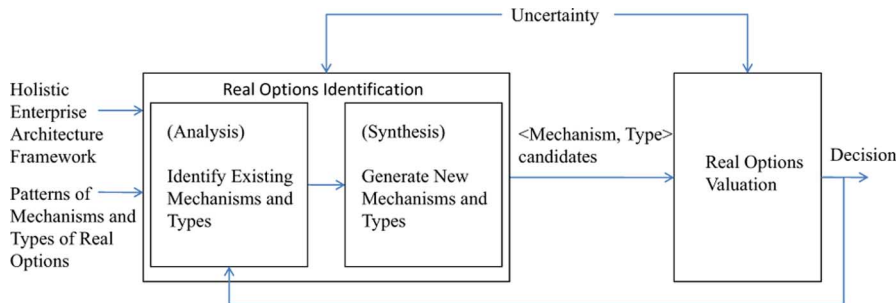 Uncertainty
Holistic
Enterprise
Architecture
Framework
Patterns of
Mechanisms and
Types of Real
Options
Real Options Identification
(Analysis)
Identify Existing
Mechanisms and
Types
(Synthesis)
Generate New
Mechanisms and
Types
<Mechanism, Type>
candidates
Real Options
Valuation
Decision